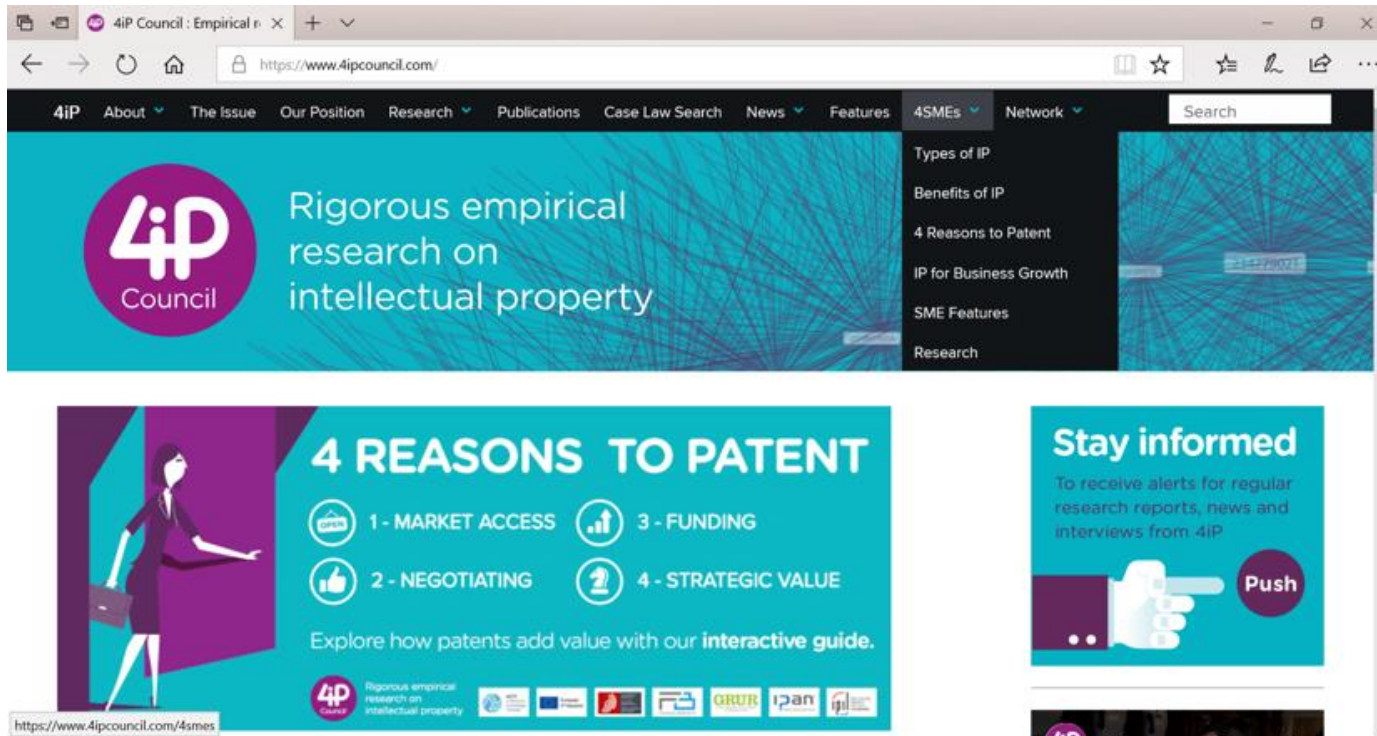 4iP Council : Empirical r
https://www.4ipcouncil.com/
4iP About The Issue Our Position Research Publications Case Law Search News Features 4SMEs Network Search
Types of IP
Benefits of IP
4 Reasons to Patent
IP for Business Growth
SME Features
Research
4iP
Council
Rigorous empirical
research on
intellectual property
4 REASONS TO PATENT
OPEN 1 - MARKET ACCESS 3 - FUNDING
2 - NEGOTIATING 4 - STRATEGIC VALUE
Explore how patents add value with our interactive guide.
4iP
Council
Rigorous empirical
research on
intellectual property
GRUR ipan
Stay informed
To receive alerts for regular
research reports, news and
interviews from 4iP
Push
https://www.4ipcouncil.com/4smes